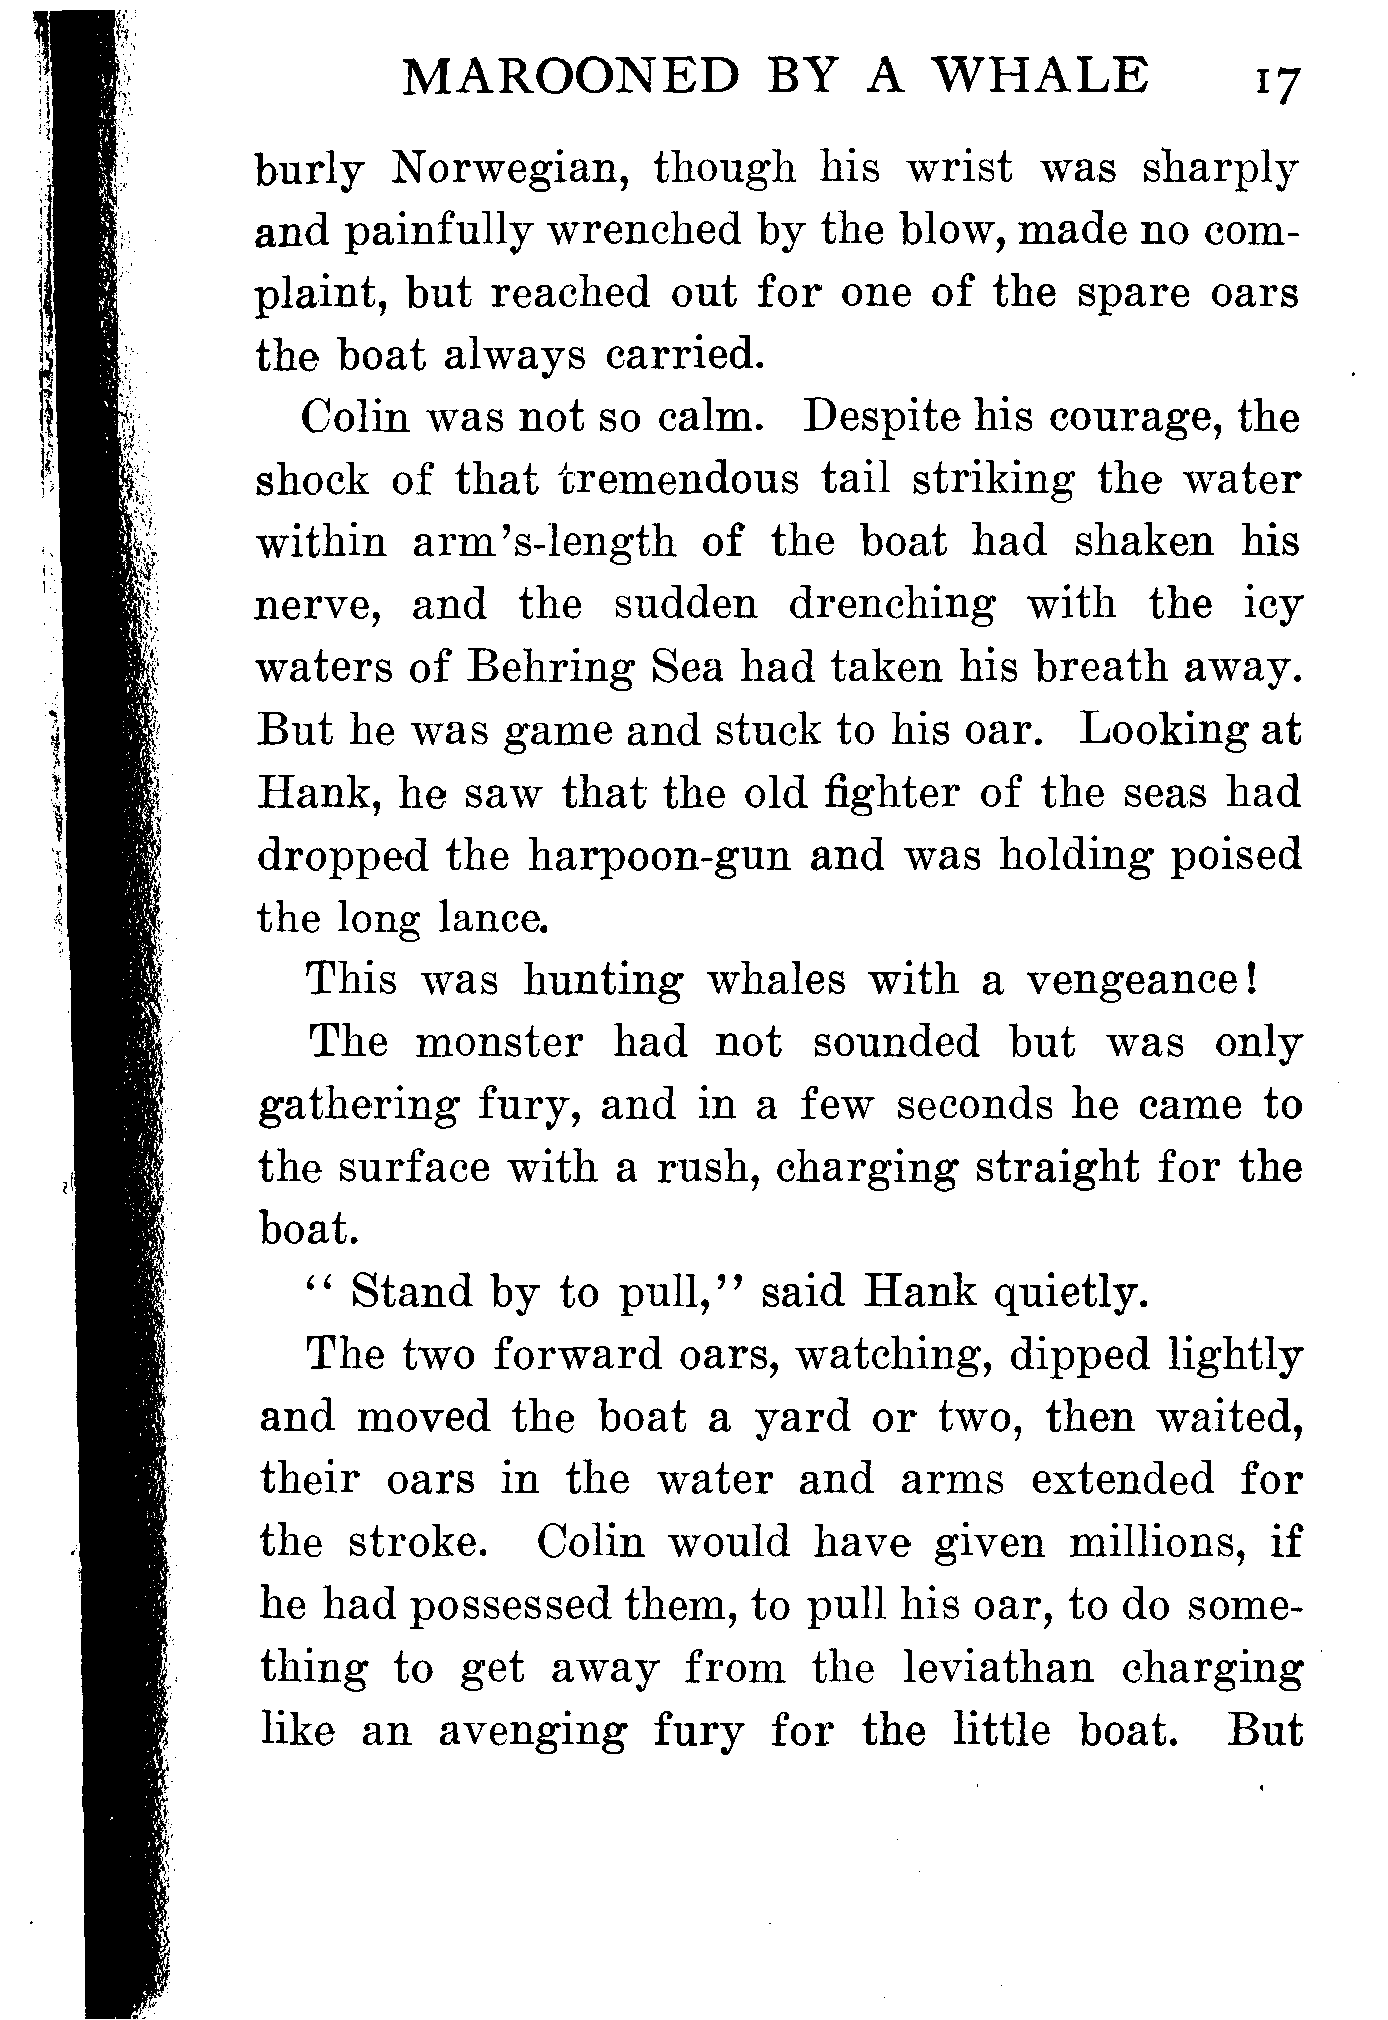 MAROONED BY A WHALE 17
burly Norwegian, though his wrist was sharply
and painfully wrenched by the blow, made no com-
plaint, but reached out for one of the spare oars
the boat always carried.
Colin was not so calm. Despite his courage, the
shock of that tremendous tail striking the water
within arm's-length of the boat had shaken his
nerve, and the sudden drenching with the icy
waters of Behring Sea had taken his breath away.
But he was game and stuck to his oar. Looking at
Hank, he saw that the old fighter of the seas had
dropped the harpoon-gun and was holding poised
the long lance.
This was hunting whales with a vengeance!
The monster had not sounded but was only
gathering fury, and in a few seconds he came to
the surface with a rush, charging straight for the
boat.
“ Stand by to pull,” said Hank quietly.
The two forward oars, watching, dipped lightly
and moved the boat a yard or two, then waited,
their oars in the water and arms extended for
the stroke. Colin would have given millions, if
he had possessed them, to pull his oar, to do some-
thing to get away from the leviathan charging
like an avenging fury for the little boat. But